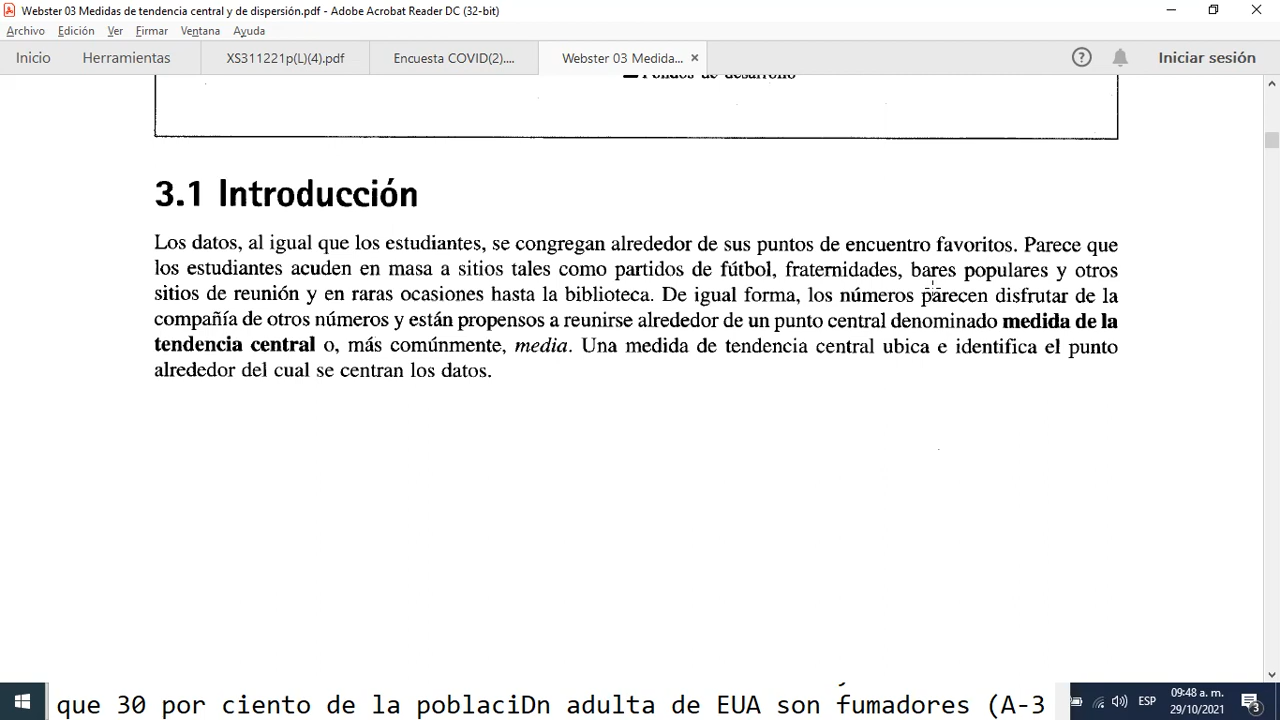 Webster 03 Medidas de tendencia central y de dispersión.pdf - Adobe Acrobat Reader DC (32-bit)
Archivo Edición Ver Firmar Ventana Ayuda
Inicio Herramientas XS311221p(L)(4).pdf Encuesta COVID(2).... Webster 03 Medida... × Iniciar sesión
Fondos de desarrollo
3.1 Introducción
Los datos, al igual que los estudiantes, se congregan alrededor de sus puntos de encuentro favoritos. Parece que
los estudiantes acuden en masa a sitios tales como partidos de fútbol, fraternidades, bares populares y otros
sitios de reunión y en raras ocasiones hasta la biblioteca. De igual forma, los números parecen disfrutar de la
compañía de otros números y están propensos a reunirse alrededor de un punto central denominado medida de la
tendencia central o, más comúnmente, media. Una medida de tendencia central ubica e identifica el punto
alrededor del cual se centran los datos.
que 30 por ciento de la poblaciDn adulta de EUA son fumadores (A-3
ESP
09:48 a. m.
29/10/2021
3